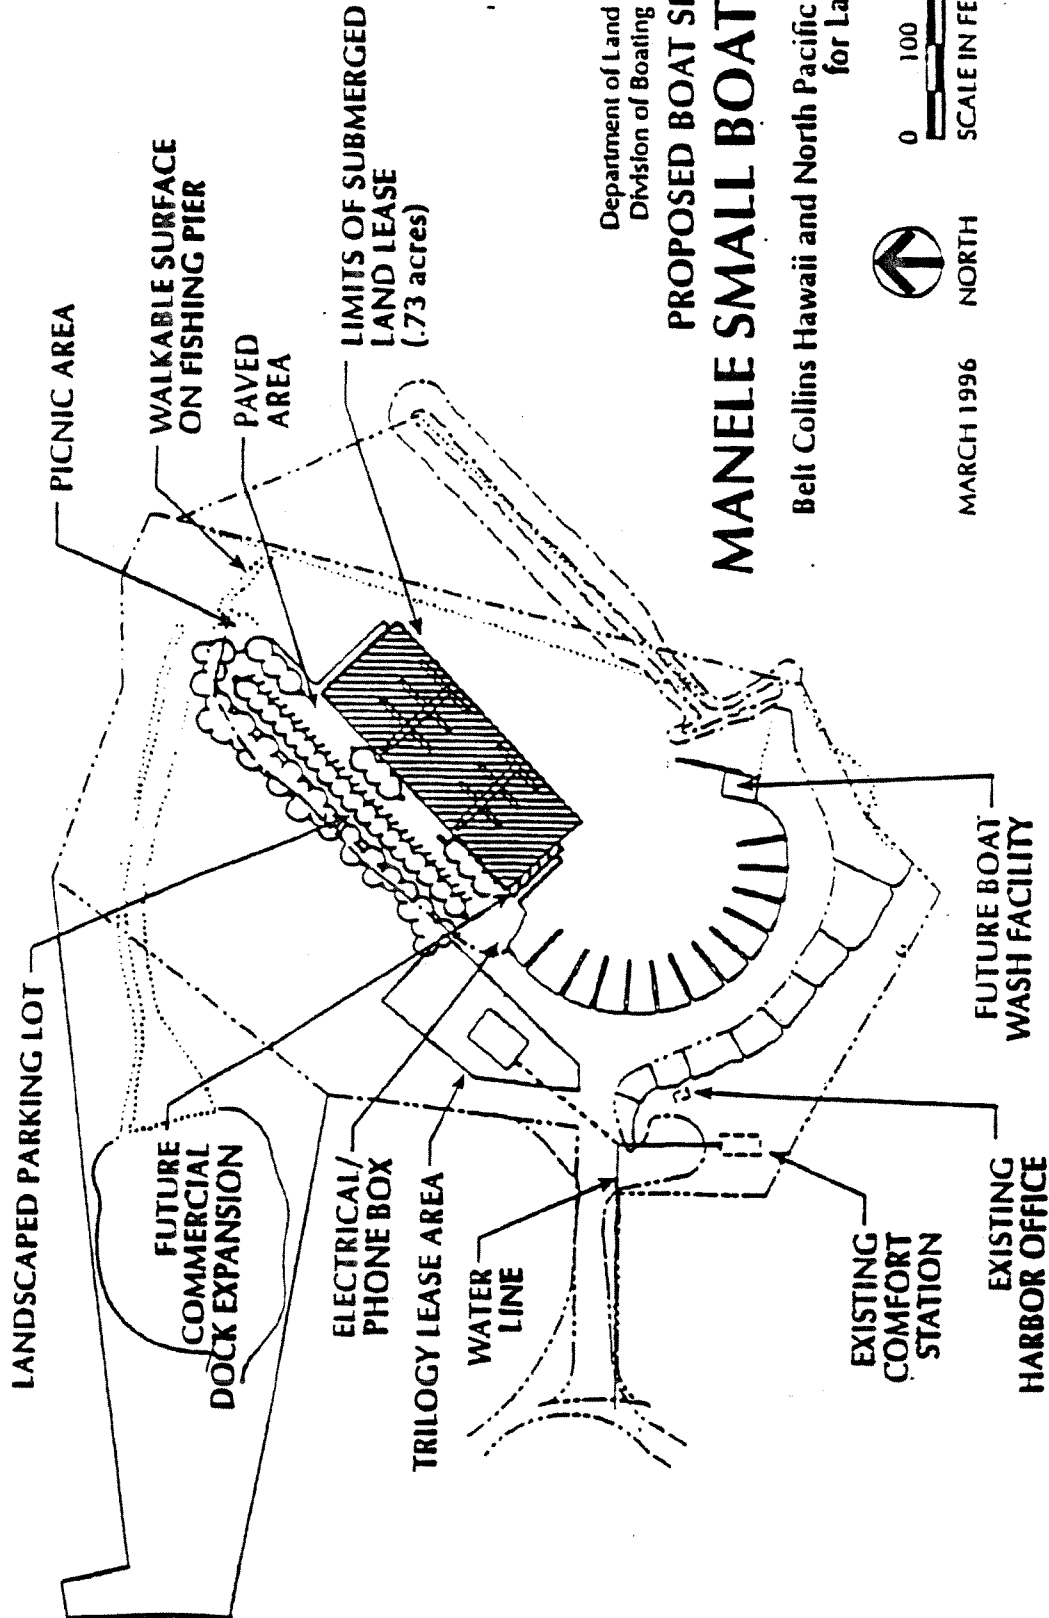 LANDSCAPED PARKING LOT
PICNIC AREA
WALKABLE SURFACE
ON FISHING PIER
PAVED
AREA
LIMITS OF SUBMERGED
LAND LEASE
(.73 acres)
FUTURE
COMMERCIAL
DOCK EXPANSION
ELECTRICAL/
PHONE BOX
TRILOGY LEASE AREA
WATER
LINE
EXISTING
COMFORT
STATION
EXISTING
HARBOR OFFICE
FUTURE BOAT
WASH FACILITY
Department of Land
Division of Boating
PROPOSED BOAT
MANELE SMALL BOAT
Belt Collins Hawaii and North Pacific
for
MARCH 1996
NORTH
0 100
SCALE IN